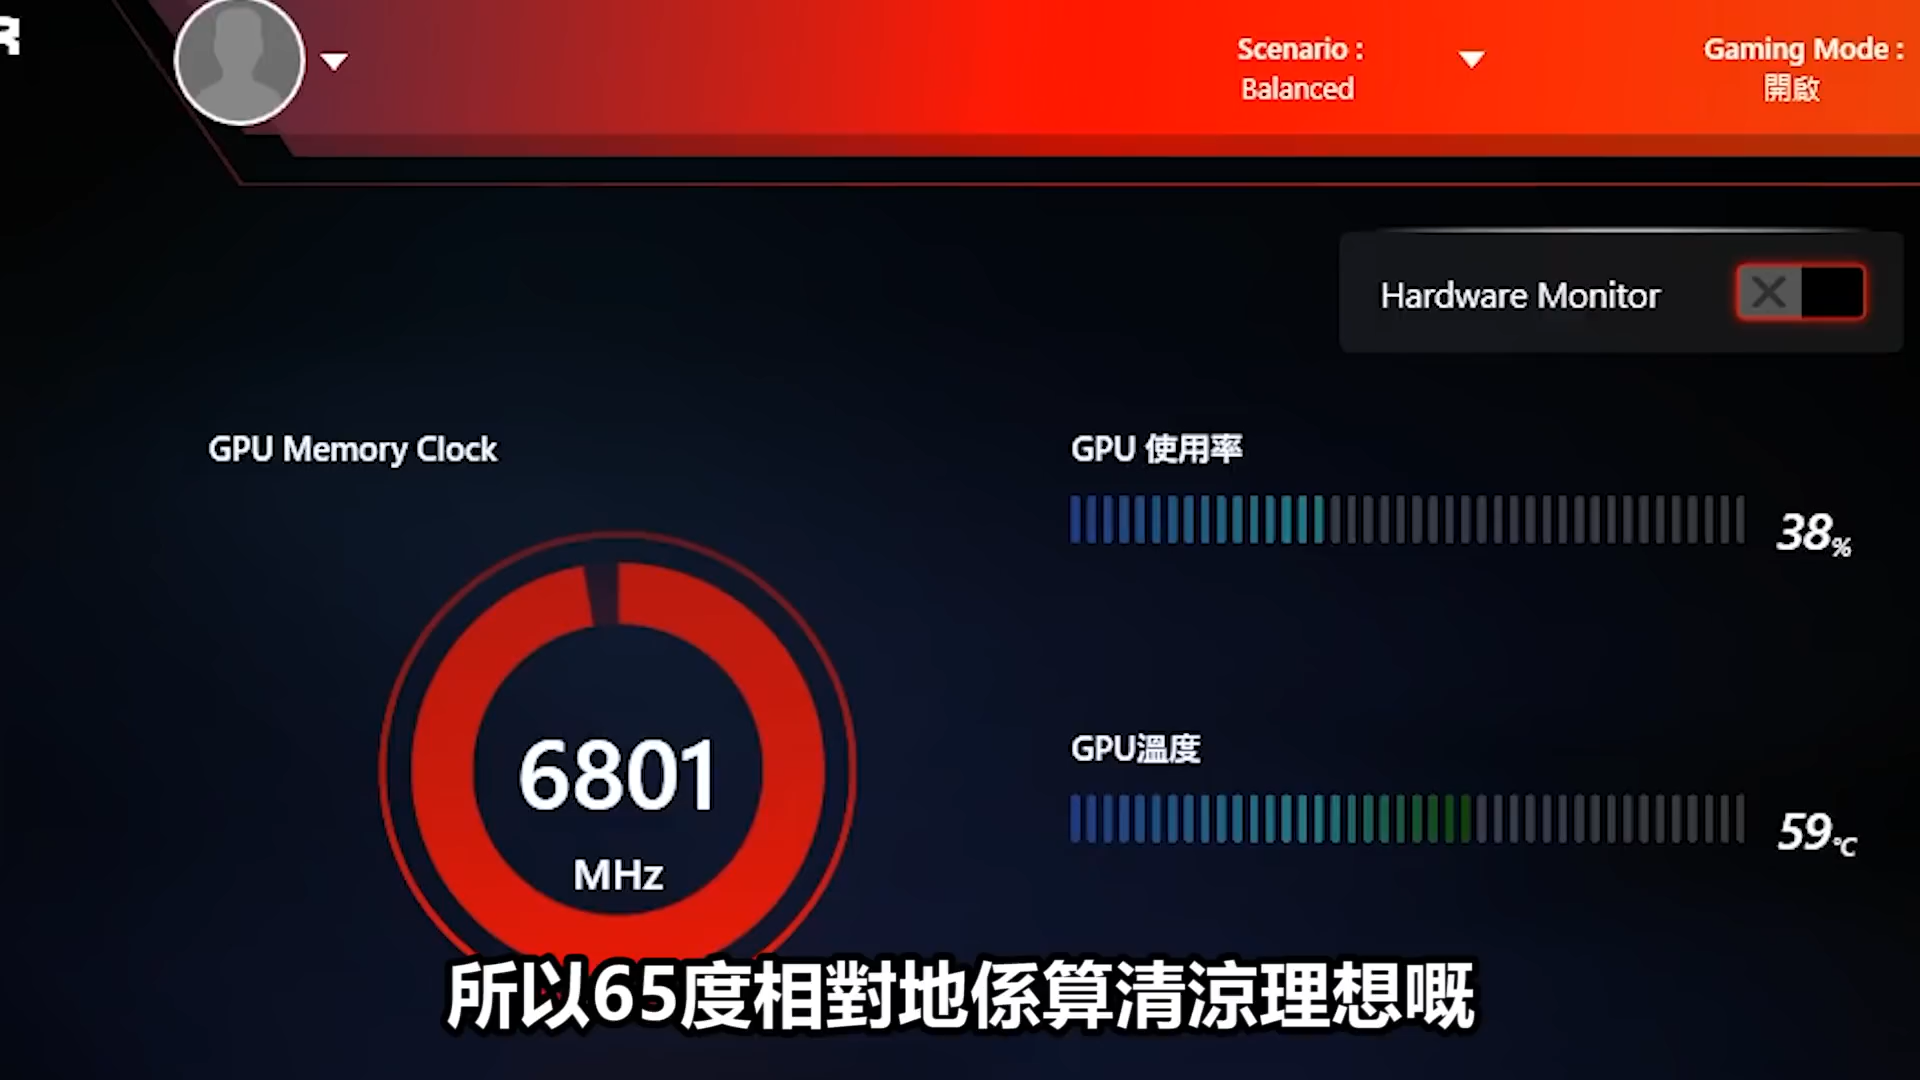 R
Scenario :
Balanced
Gaming Mode :
開啟
Hardware Monitor
GPU Memory Clock
6801
MHz
GPU 使用率
38%
GPU溫度
59°C
所以65度相對地係算清涼理想嘅